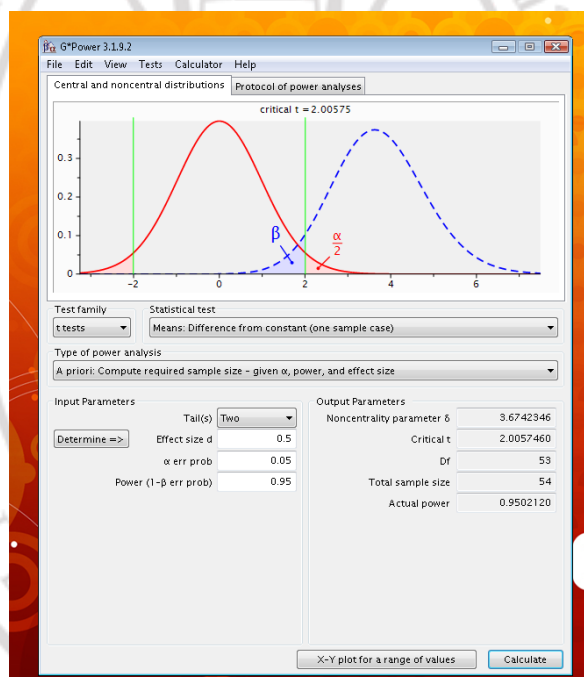 G*Power 3.1.9.2
File Edit View Tests Calculator Help
Central and noncentral distributions Protocol of power analyses
critical t = 2.00575
0.3
0.2
0.1
0
β
α
2
-2 0 2 4 6
Test family Statistical test
t tests Means: Difference from constant (one sample case)
Type of power analysis
A priori: Compute required sample size - given α, power, and effect size
Input Parameters Output Parameters
Tail(s) Two Noncentrality parameter δ 3.6742346
Determine => Effect size d 0.5 Critical t 2.0057460
α err prob 0.05 Df 53
Power (1-β err prob) 0.95 Total sample size 54
Actual power 0.9502120
X-Y plot for a range of values Calculate